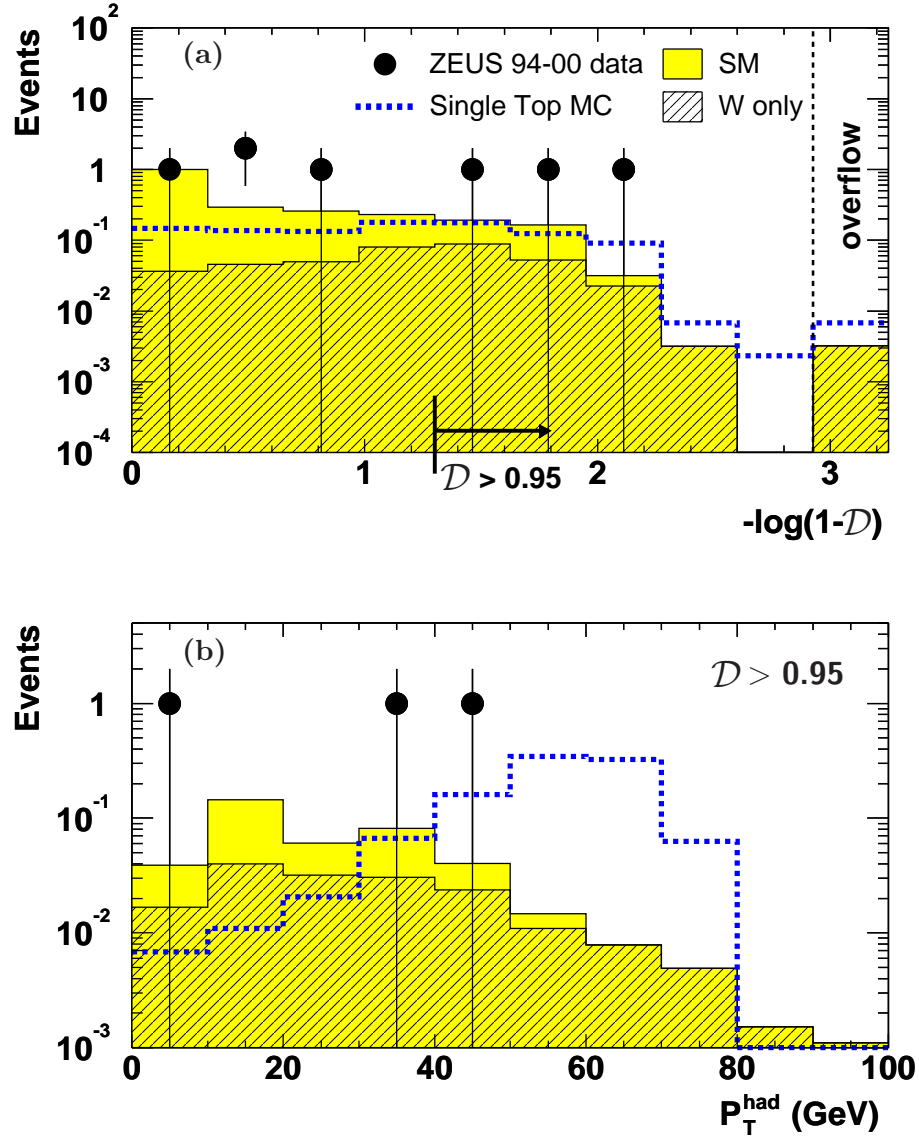 Events
10²
(a)
ZEUS 94-00 data
SM
Single Top MC
W only
10
1
10⁻¹
10⁻²
10⁻³
10⁻⁴
overflow
0 1 2 3
𝒟 > 0.95
-log(1-𝒟)
Events
(b)
𝒟 > 0.95
1
10⁻¹
10⁻²
10⁻³
0 20 40 60 80 100
P_T^had (GeV)